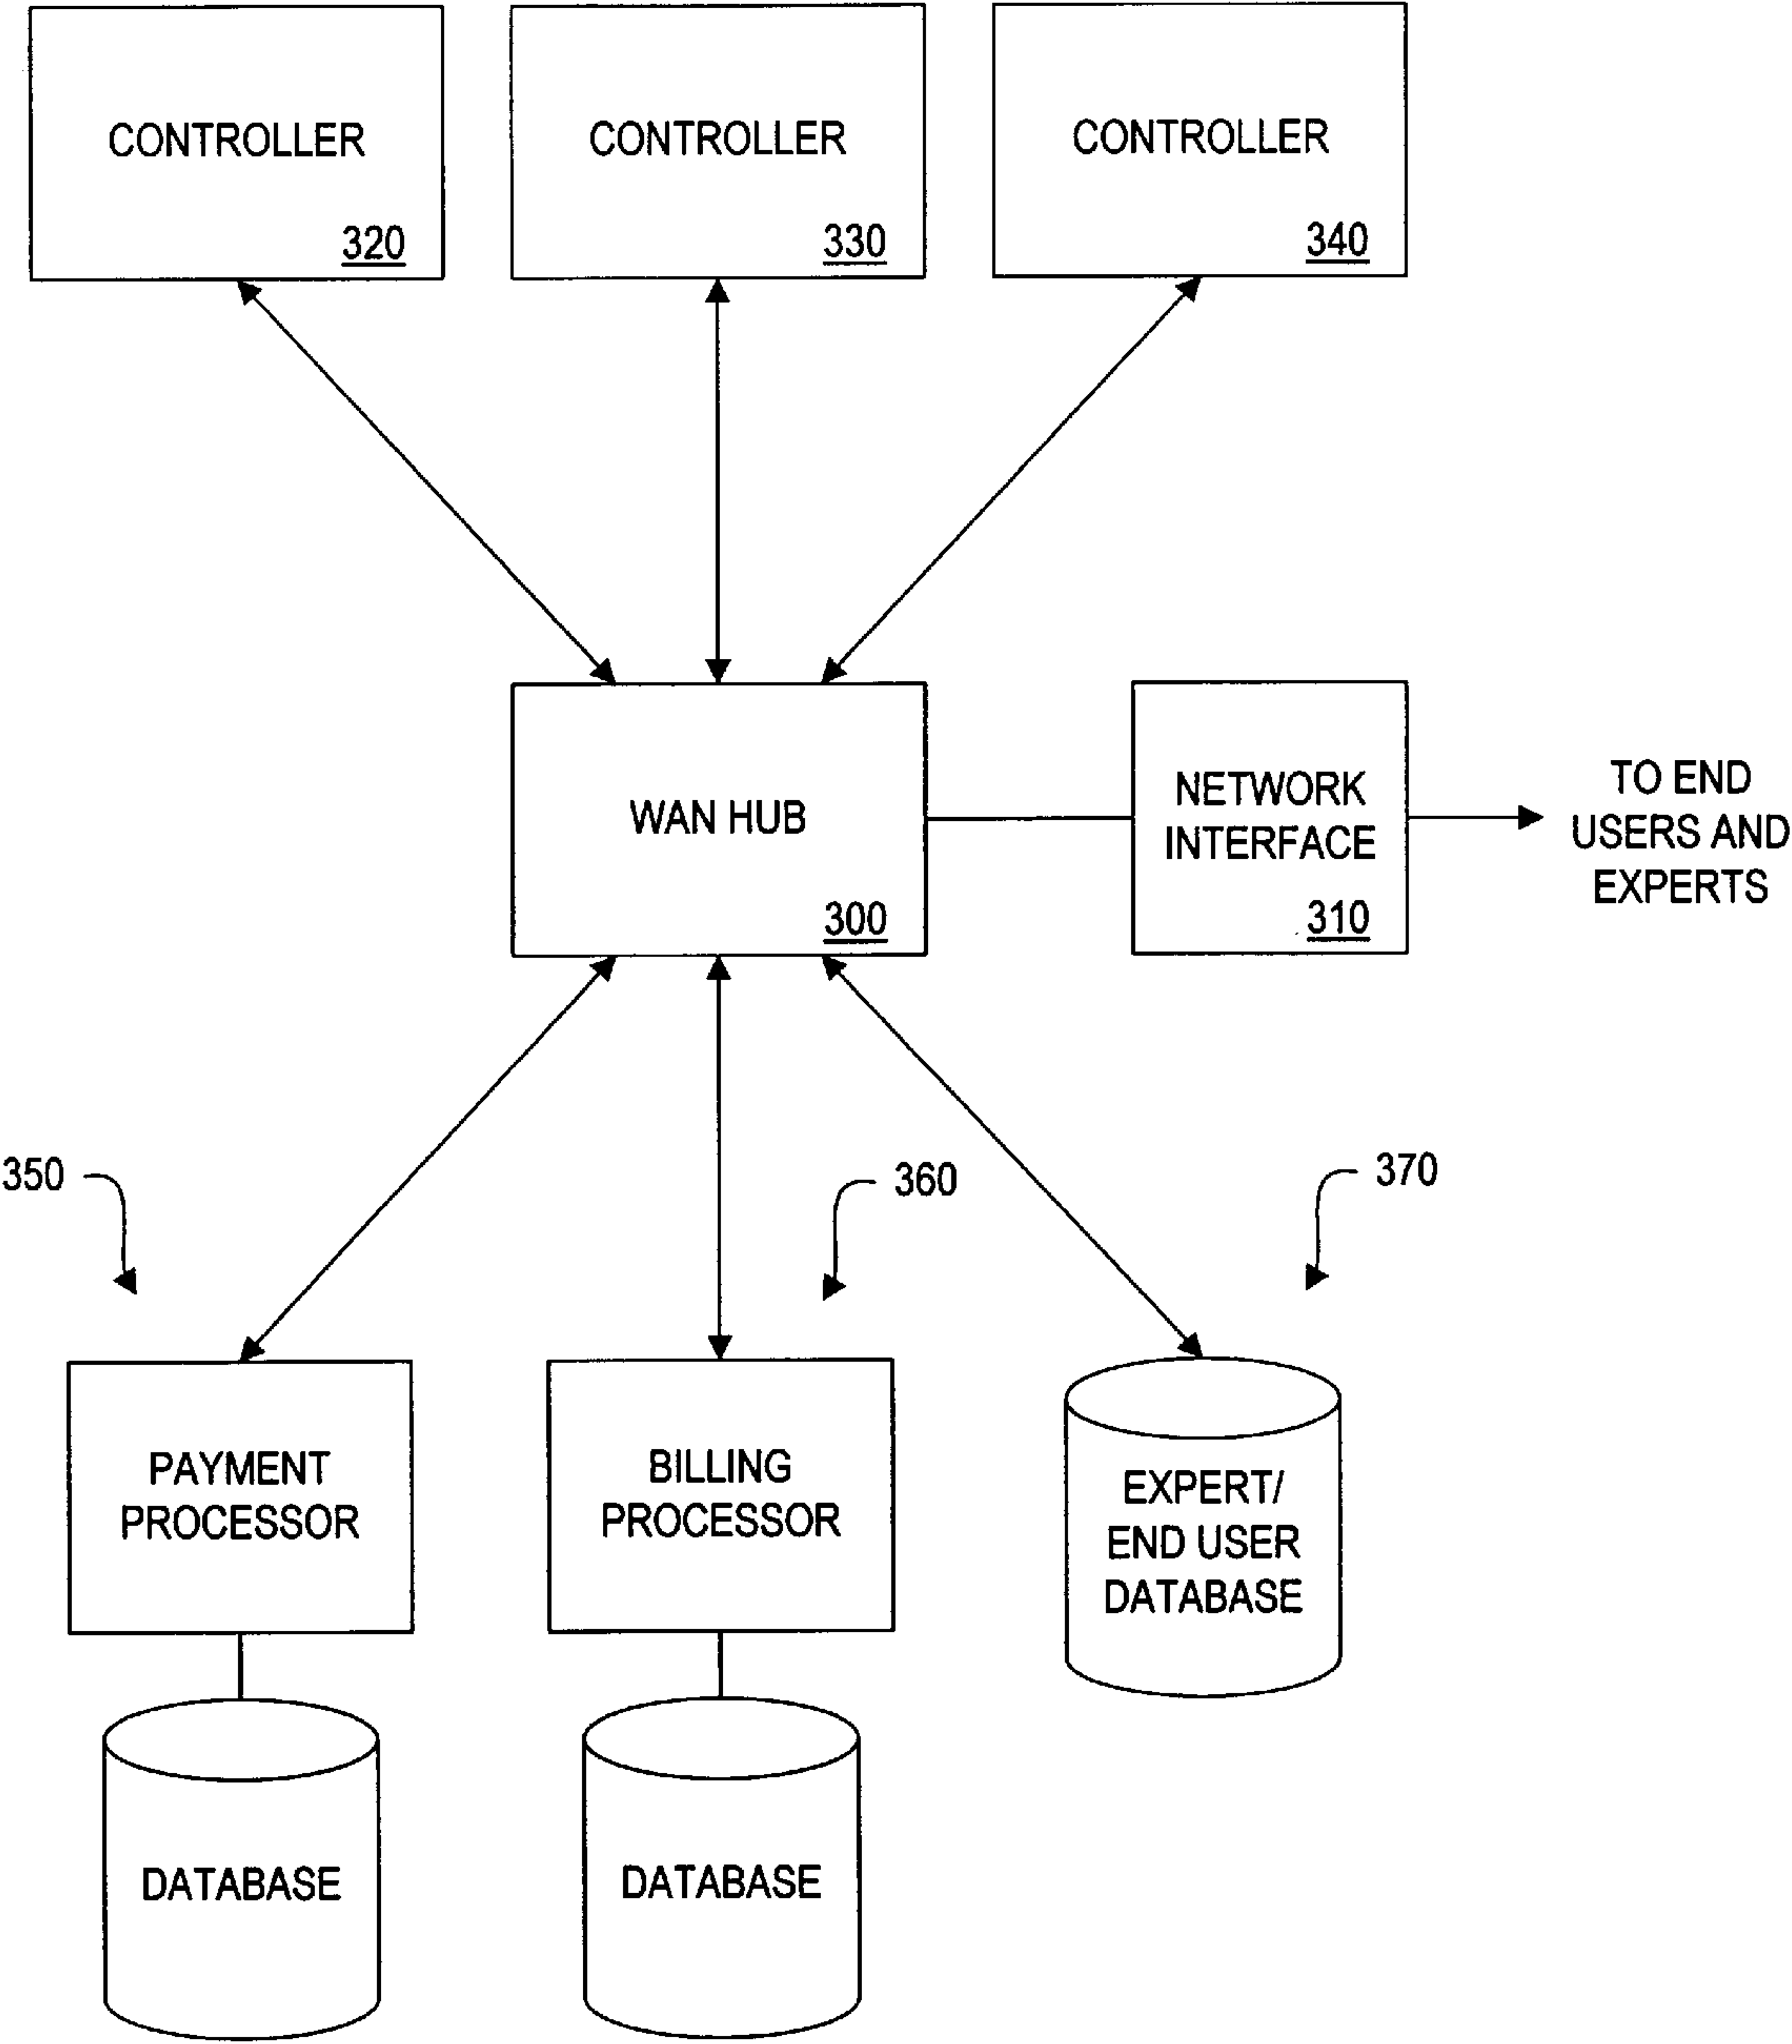 CONTROLLER
320
CONTROLLER
330
CONTROLLER
340
WAN HUB
300
NETWORK
INTERFACE
310
TO END
USERS AND
EXPERTS
350
360
370
PAYMENT
PROCESSOR
BILLING
PROCESSOR
EXPERT/
END USER
DATABASE
DATABASE
DATABASE